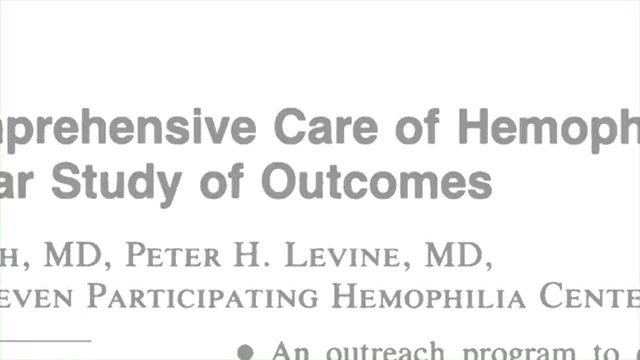 nprehensive Care of Hemoph
ar Study of Outcomes
H, MD, PETER H. LEVINE, MD,
EVEN PARTICIPATING HEMOPHILIA CENTE
• An outreach program to